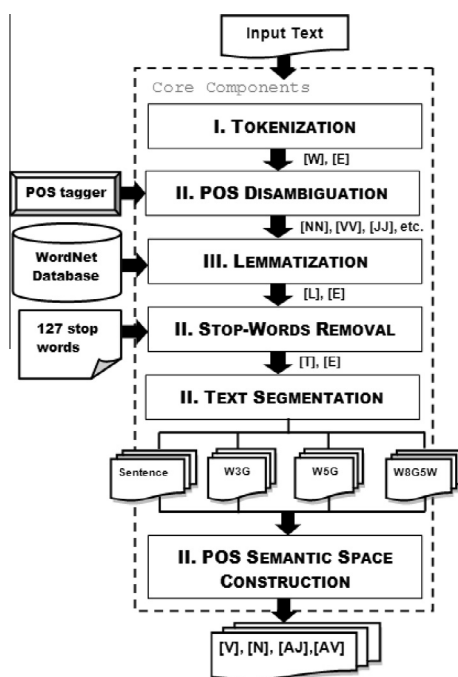 Input Text
Core Components
I. TOKENIZATION
[W], [E]
POS tagger
II. POS DISAMBIGUATION
[NN], [VV], [JJ], etc.
WordNet
Database
III. LEMMATIZATION
[L], [E]
127 stop
words
II. STOP-WORDS REMOVAL
[T], [E]
II. TEXT SEGMENTATION
Sentence
W3G
W5G
W8G5W
II. POS SEMANTIC SPACE
CONSTRUCTION
[V], [N], [AJ],[AV]